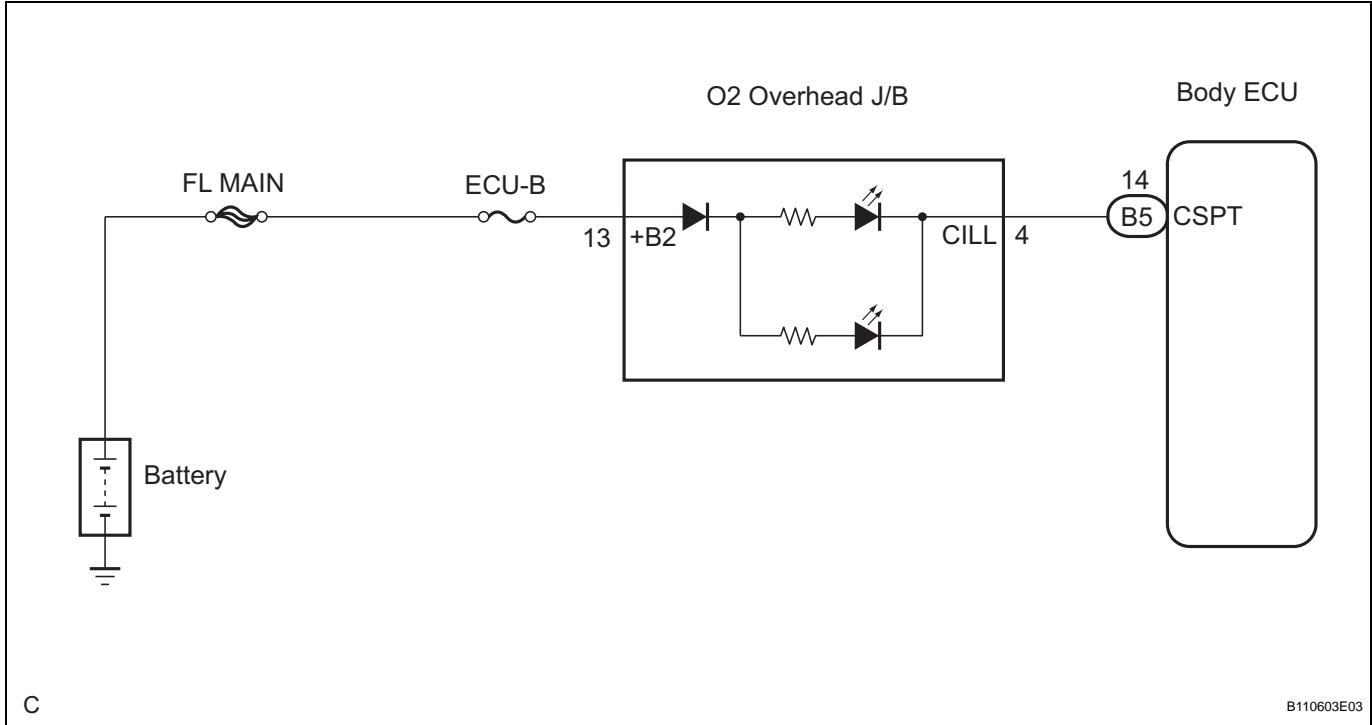 O2 Overhead J/B
Body ECU
FL MAIN
ECU-B
13
+B2
CILL
4
14
B5
CSPT
Battery
C
B110603E03